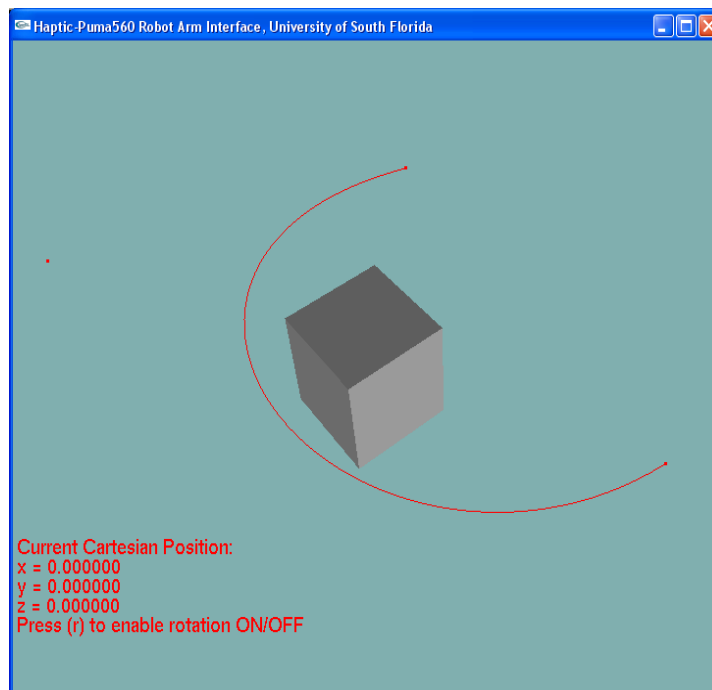 Haptic-Puma560 Robot Arm Interface, University of South Florida
Current Cartesian Position:
x = 0.000000
y = 0.000000
z = 0.000000
Press (r) to enable rotation ON/OFF